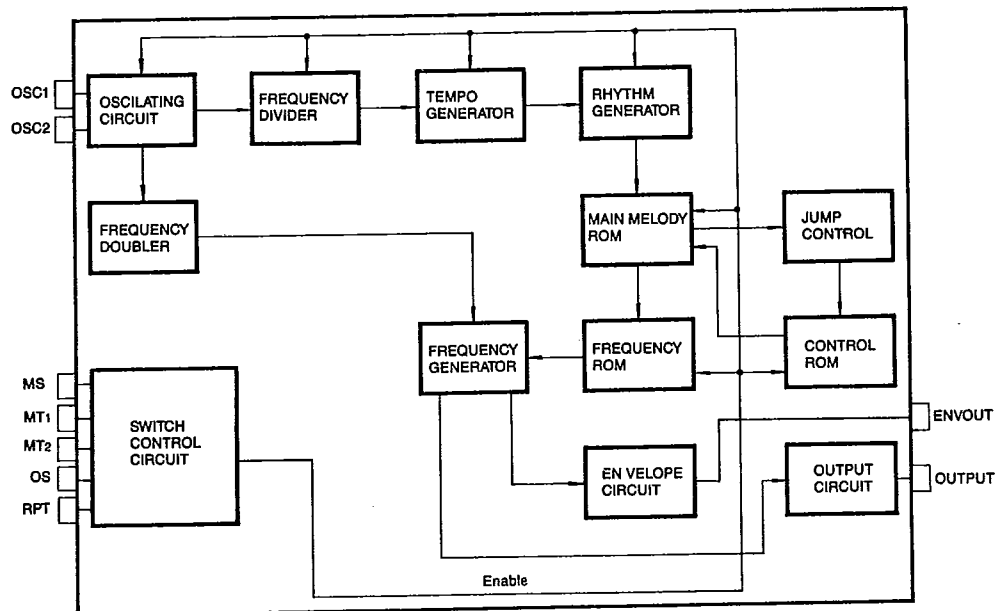 OSC1
OSC2
OSCILATING
CIRCUIT
FREQUENCY
DIVIDER
TEMPO
GENERATOR
RHYTHM
GENERATOR
FREQUENCY
DOUBLER
MAIN MELODY
ROM
JUMP
CONTROL
FREQUENCY
GENERATOR
FREQUENCY
ROM
CONTROL
ROM
MS
MT1
MT2
OS
RPT
SWITCH
CONTROL
CIRCUIT
EN VELOPE
CIRCUIT
OUTPUT
CIRCUIT
ENVOUT
OUTPUT
Enable